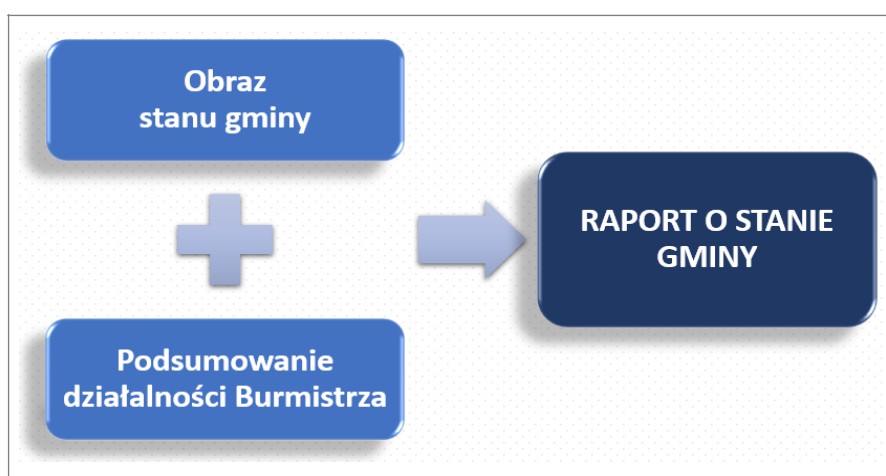 Obraz
stanu gminy
Podsumowanie
działalności Burmistrza
RAPORT O STANIE
GMINY